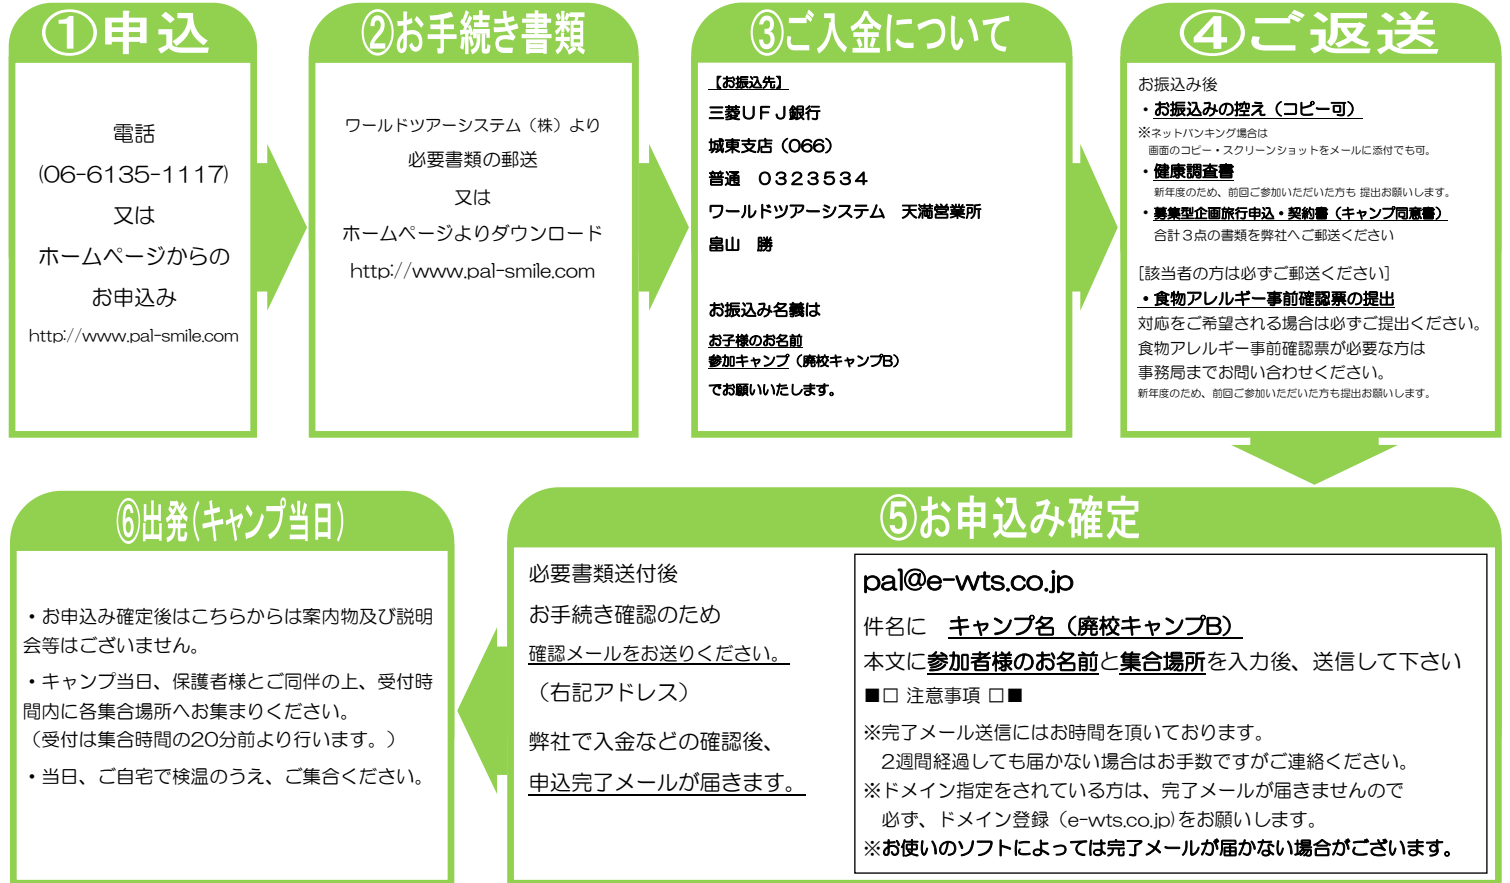 ①申込
電話
(06-6135-1117)
又は
ホームページからの
お申込み
http://www.pal-smile.com
②お手続き書類
ワールドツアーシステム（株）より
必要書類の郵送
又は
ホームページよりダウンロード
http://www.pal-smile.com
③ご入金について
【お振込先】
三菱ＵＦＪ銀行
城東支店（066）
普通　０３２３５３４
ワールドツアーシステム　天満営業所
畠山　勝
お振込み名義は
お子様のお名前
参加キャンプ（廃校キャンプB）
でお願いいたします。
④ご返送
お振込み後
・お振込みの控え（コピー可）
※ネットバンキング場合は
画面のコピー・スクリーンショットをメールに添付でも可。
・健康調査書
新年度のため、前回ご参加いただいた方も 提出お願いします。
・募集型企画旅行申込・契約書（キャンプ同意書）
合計３点の書類を弊社へご郵送ください
[該当者の方は必ずご郵送ください]
・食物アレルギー事前確認票の提出
対応をご希望される場合は必ずご提出ください。
食物アレルギー事前確認票が必要な方は
事務局までお問い合わせください。
新年度のため、前回ご参加いただいた方も提出お願いします。
⑤お申込み確定
必要書類送付後
お手続き確認のため
確認メールをお送りください。
（右記アドレス）
弊社で入金などの確認後、
申込完了メールが届きます。
pal@e-wts.co.jp
件名に　キャンプ名（廃校キャンプB）
本文に参加者様のお名前と集合場所を入力後、送信して下さい
■□ 注意事項 □■
※完了メール送信にはお時間を頂いております。
2週間経過しても届かない場合はお手数ですがご連絡ください。
※ドメイン指定をされている方は、完了メールが届きませんので
必ず、ドメイン登録（e-wts.co.jp)をお願いします。
※お使いのソフトによっては完了メールが届かない場合がございます。
⑥出発(キャンプ当日)
・お申込み確定後はこちらからは案内物及び説明
会等はございません。
・キャンプ当日、保護者様とご同伴の上、受付時
間内に各集合場所へお集まりください。
（受付は集合時間の20分前より行います。）
・当日、ご自宅で検温のうえ、ご集合ください。